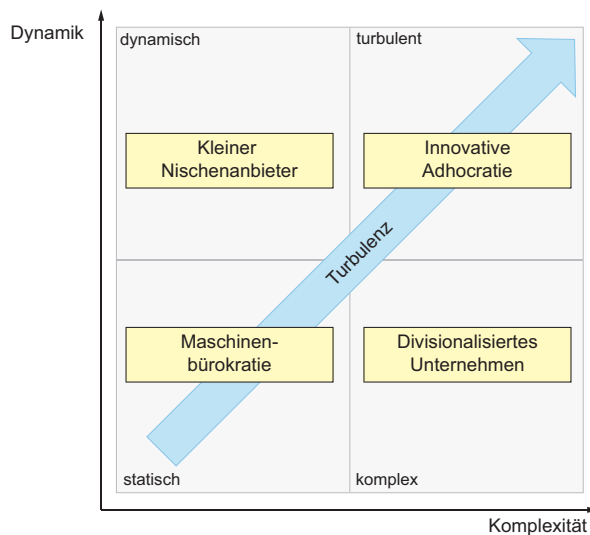 Dynamik
dynamisch
turbulent
Kleiner
Nischenanbieter
Innovative
Adhocratie
Turbulenz
Maschinen-
bürokratie
Divisionalisiertes
Unternehmen
statisch
komplex
Komplexität